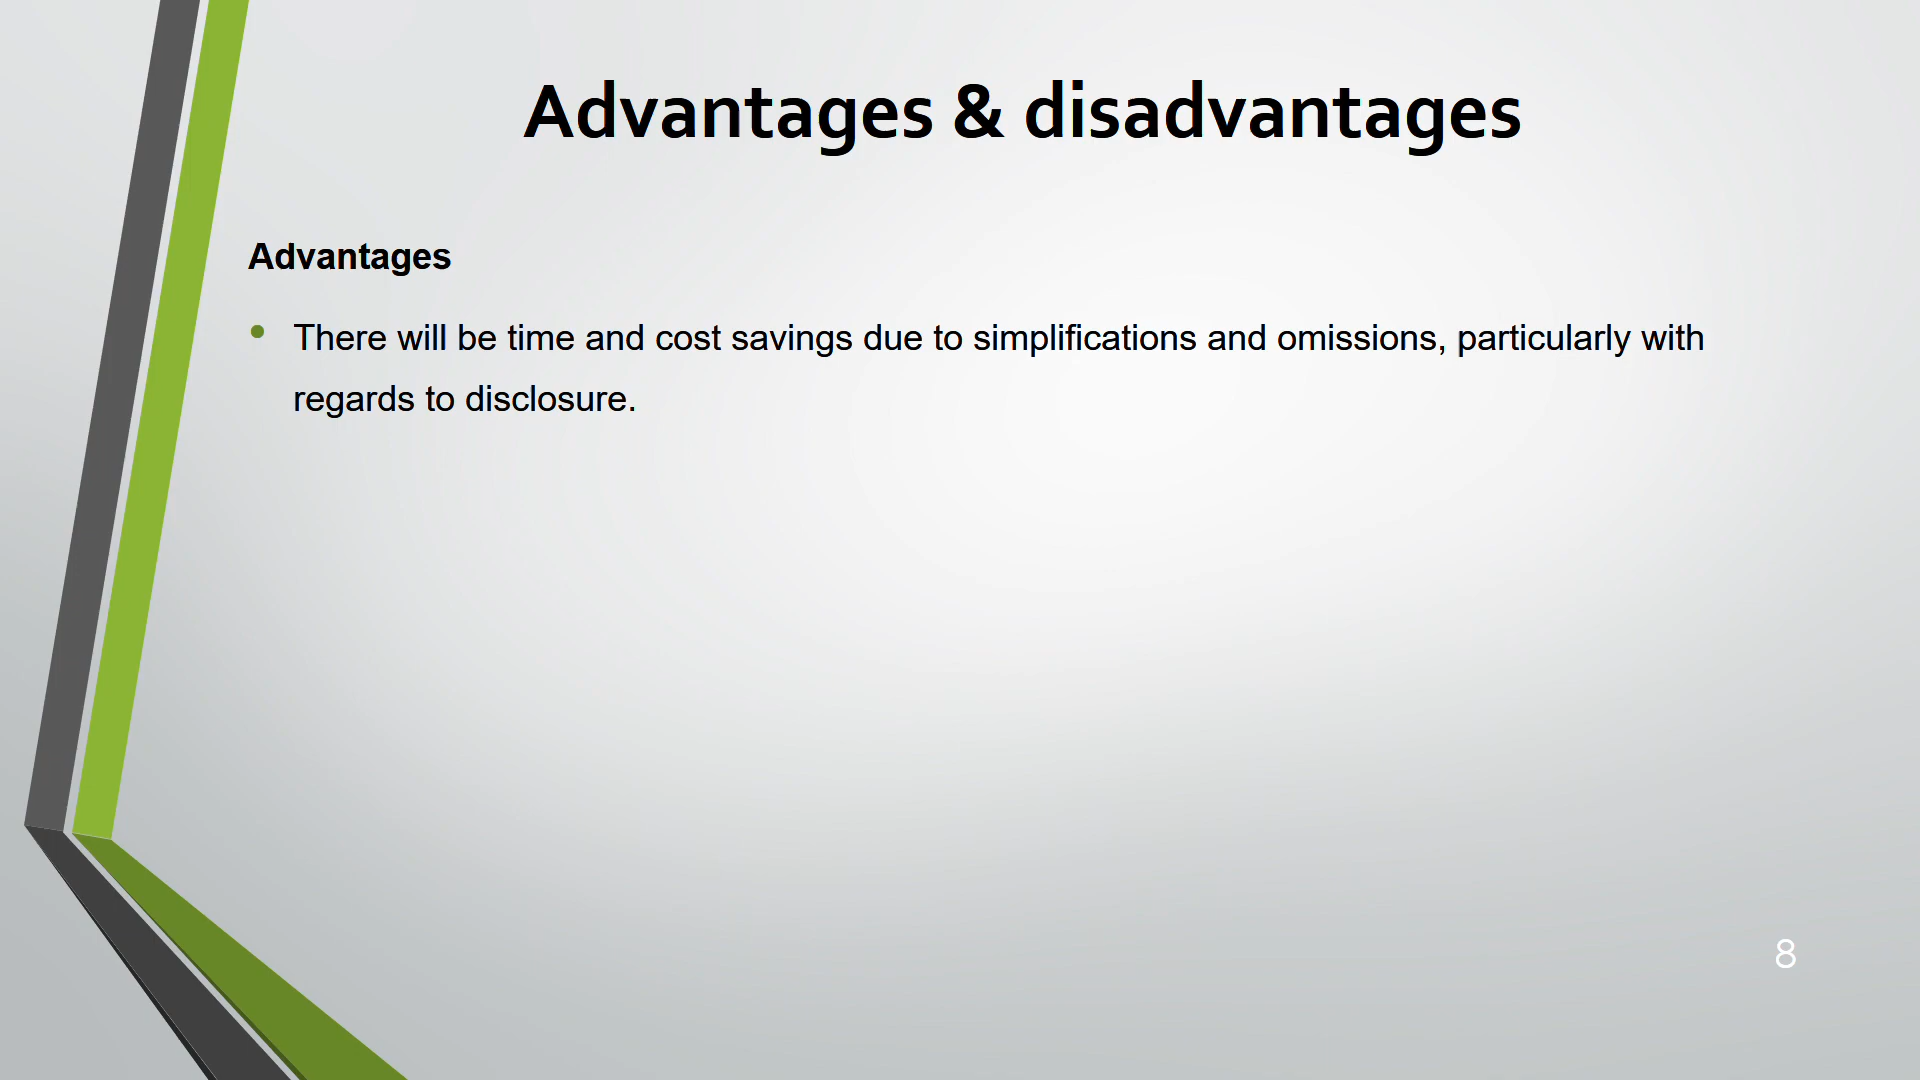 Advantages & disadvantages
Advantages
• There will be time and cost savings due to simplifications and omissions, particularly with
regards to disclosure.
8